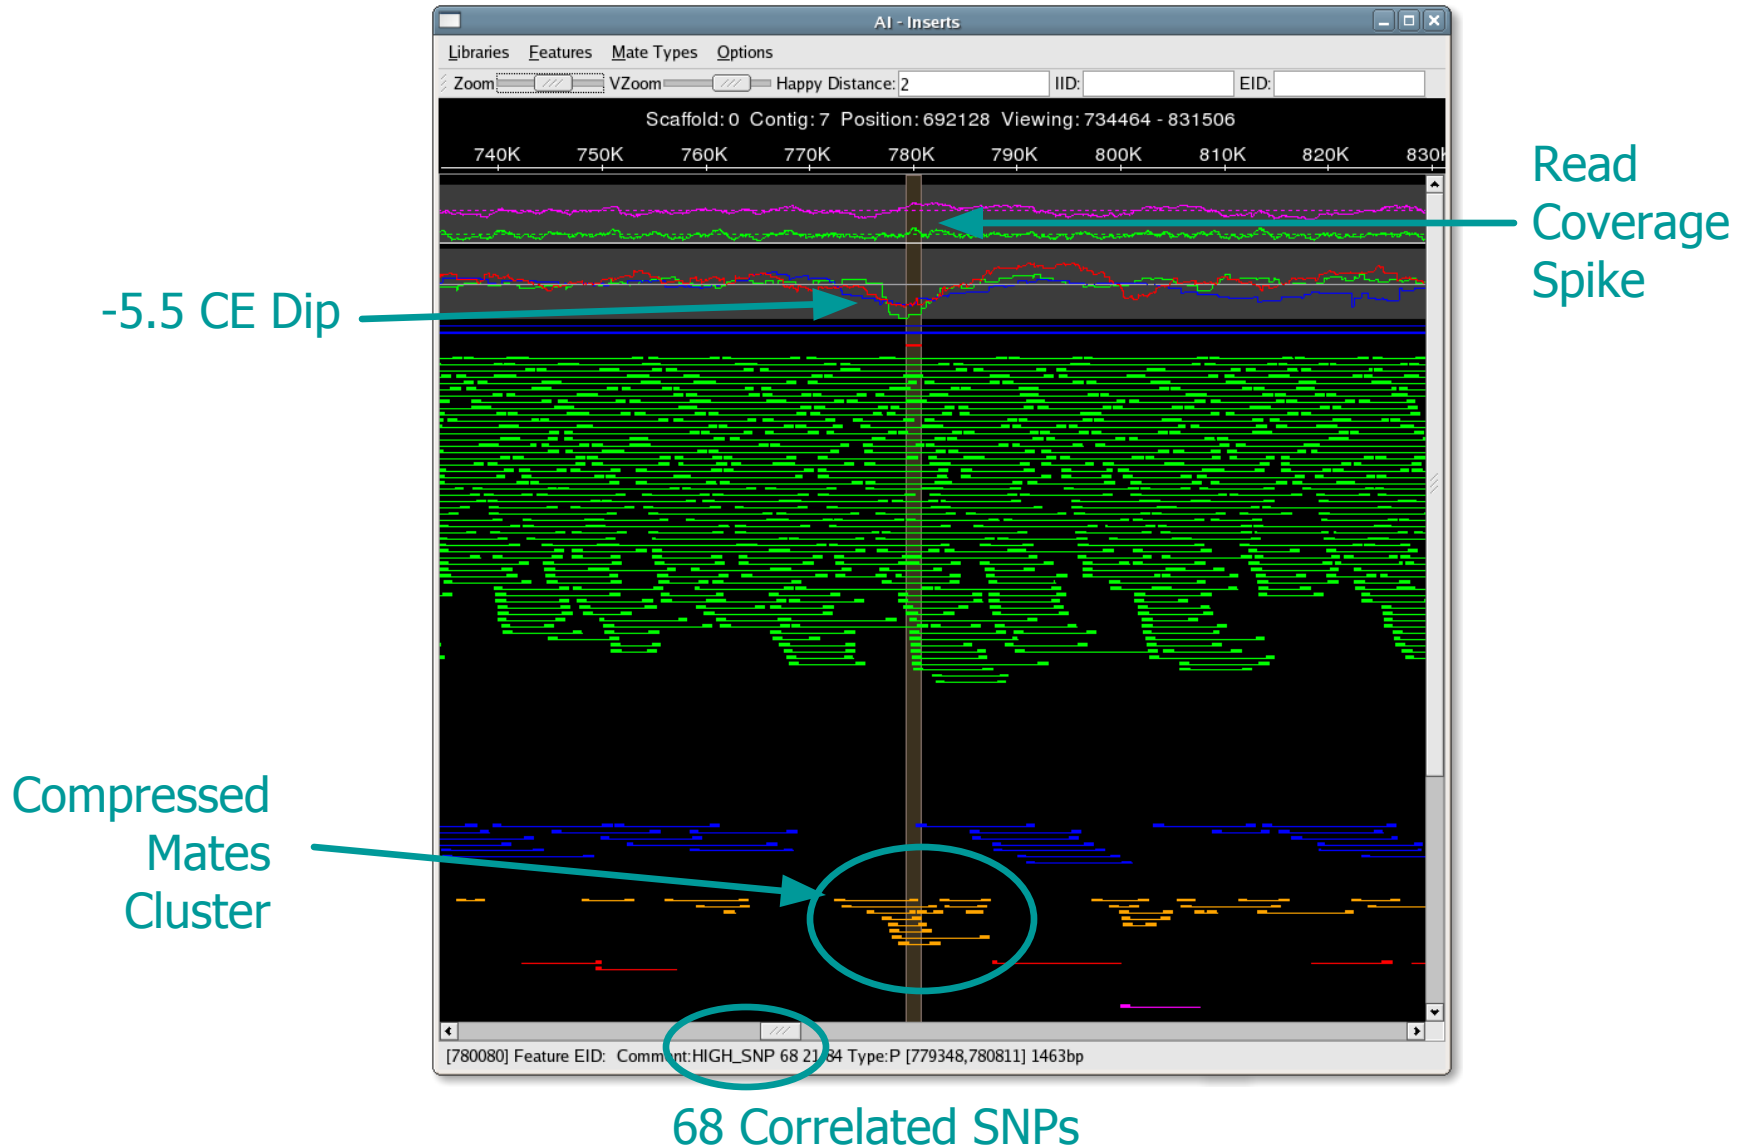 AI - Inserts
Libraries Features Mate Types Options
Zoom VZoom Happy Distance: 2 IID: EID:
Scaffold: 0 Contig: 7 Position: 692128 Viewing: 734464 - 831506
740K 750K 760K 770K 780K 790K 800K 810K 820K 830K
Read
Coverage
Spike
-5.5 CE Dip
Compressed
Mates
Cluster
[780080] Feature EID: Comment:HIGH_SNP 68 21 84 Type:P [779348,780811] 1463bp
68 Correlated SNPs